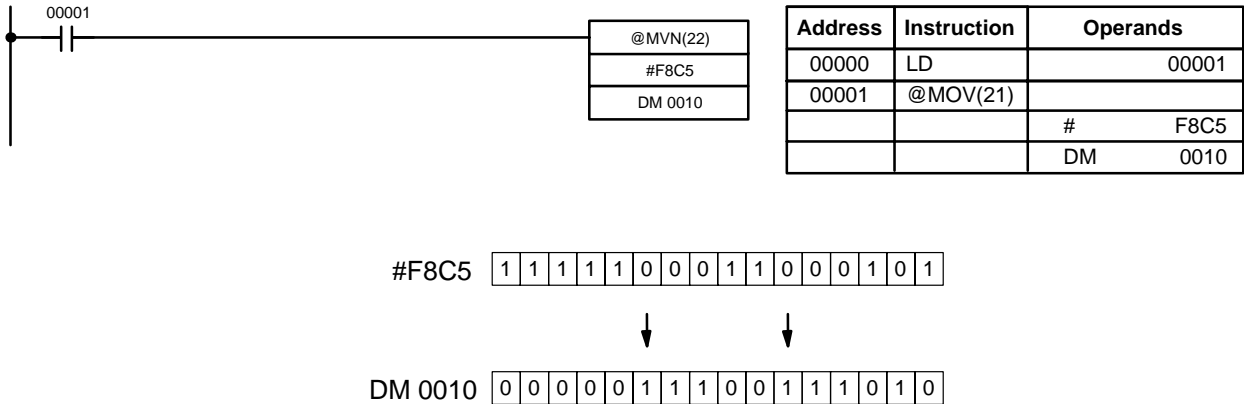 00001
@MVN(22)
#F8C5
DM 0010
Address Instruction Operands
00000 LD 00001
00001 @MOV(21)
# F8C5
DM 0010
#F8C5 1 1 1 1 1 0 0 0 1 1 0 0 0 1 0 1
DM 0010 0 0 0 0 0 1 1 1 0 0 1 1 1 0 1 0